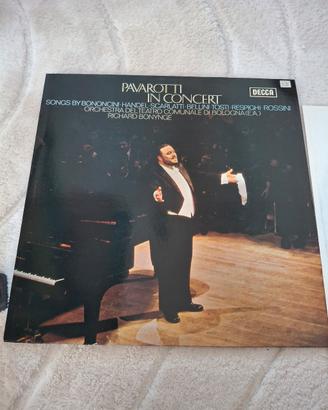 PAVAROTTI
IN CONCERT
DECCA
SONGS BY BONONCINI·HANDEL·SCARLATTI·BELLINI·TOSTI·RESPIGHI·ROSSINI
ORCHESTRA DEL TEATRO COMUNALE DI BOLOGNA (E.A.)
RICHARD BONYNGE